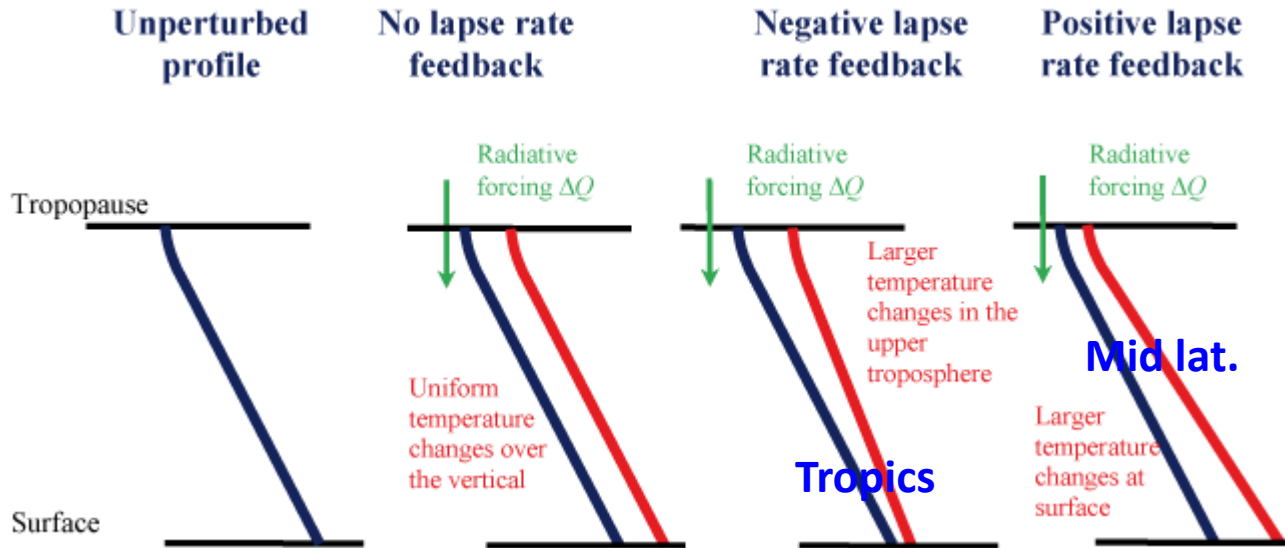 Unperturbed
profile
No lapse rate
feedback
Negative lapse
rate feedback
Positive lapse
rate feedback
Radiative
forcing ΔQ
Radiative
forcing ΔQ
Radiative
forcing ΔQ
Tropopause
Uniform
temperature
changes over
the vertical
Larger
temperature
changes in the
upper
troposphere
Tropics
Mid lat.
Larger
temperature
changes at
surface
Surface